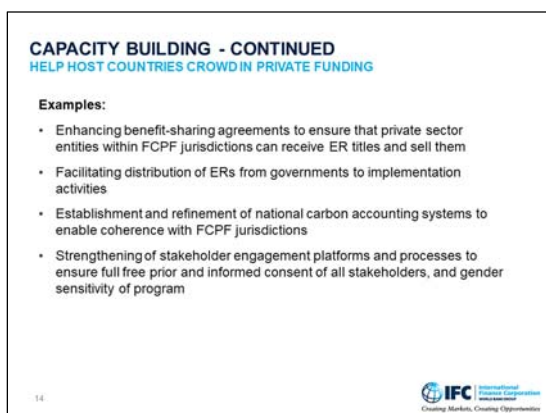 CAPACITY BUILDING - CONTINUED
HELP HOST COUNTRIES CROWD IN PRIVATE FUNDING
Examples:
• Enhancing benefit-sharing agreements to ensure that private sector
entities within FCPF jurisdictions can receive ER titles and sell them
• Facilitating distribution of ERs from governments to implementation
activities
• Establishment and refinement of national carbon accounting systems to
enable coherence with FCPF jurisdictions
• Strengthening of stakeholder engagement platforms and processes to
ensure full free prior and informed consent of all stakeholders, and gender
sensitivity of program
14
IFC International
Finance Corporation
WORLD BANK GROUP
Creating Markets, Creating Opportunities